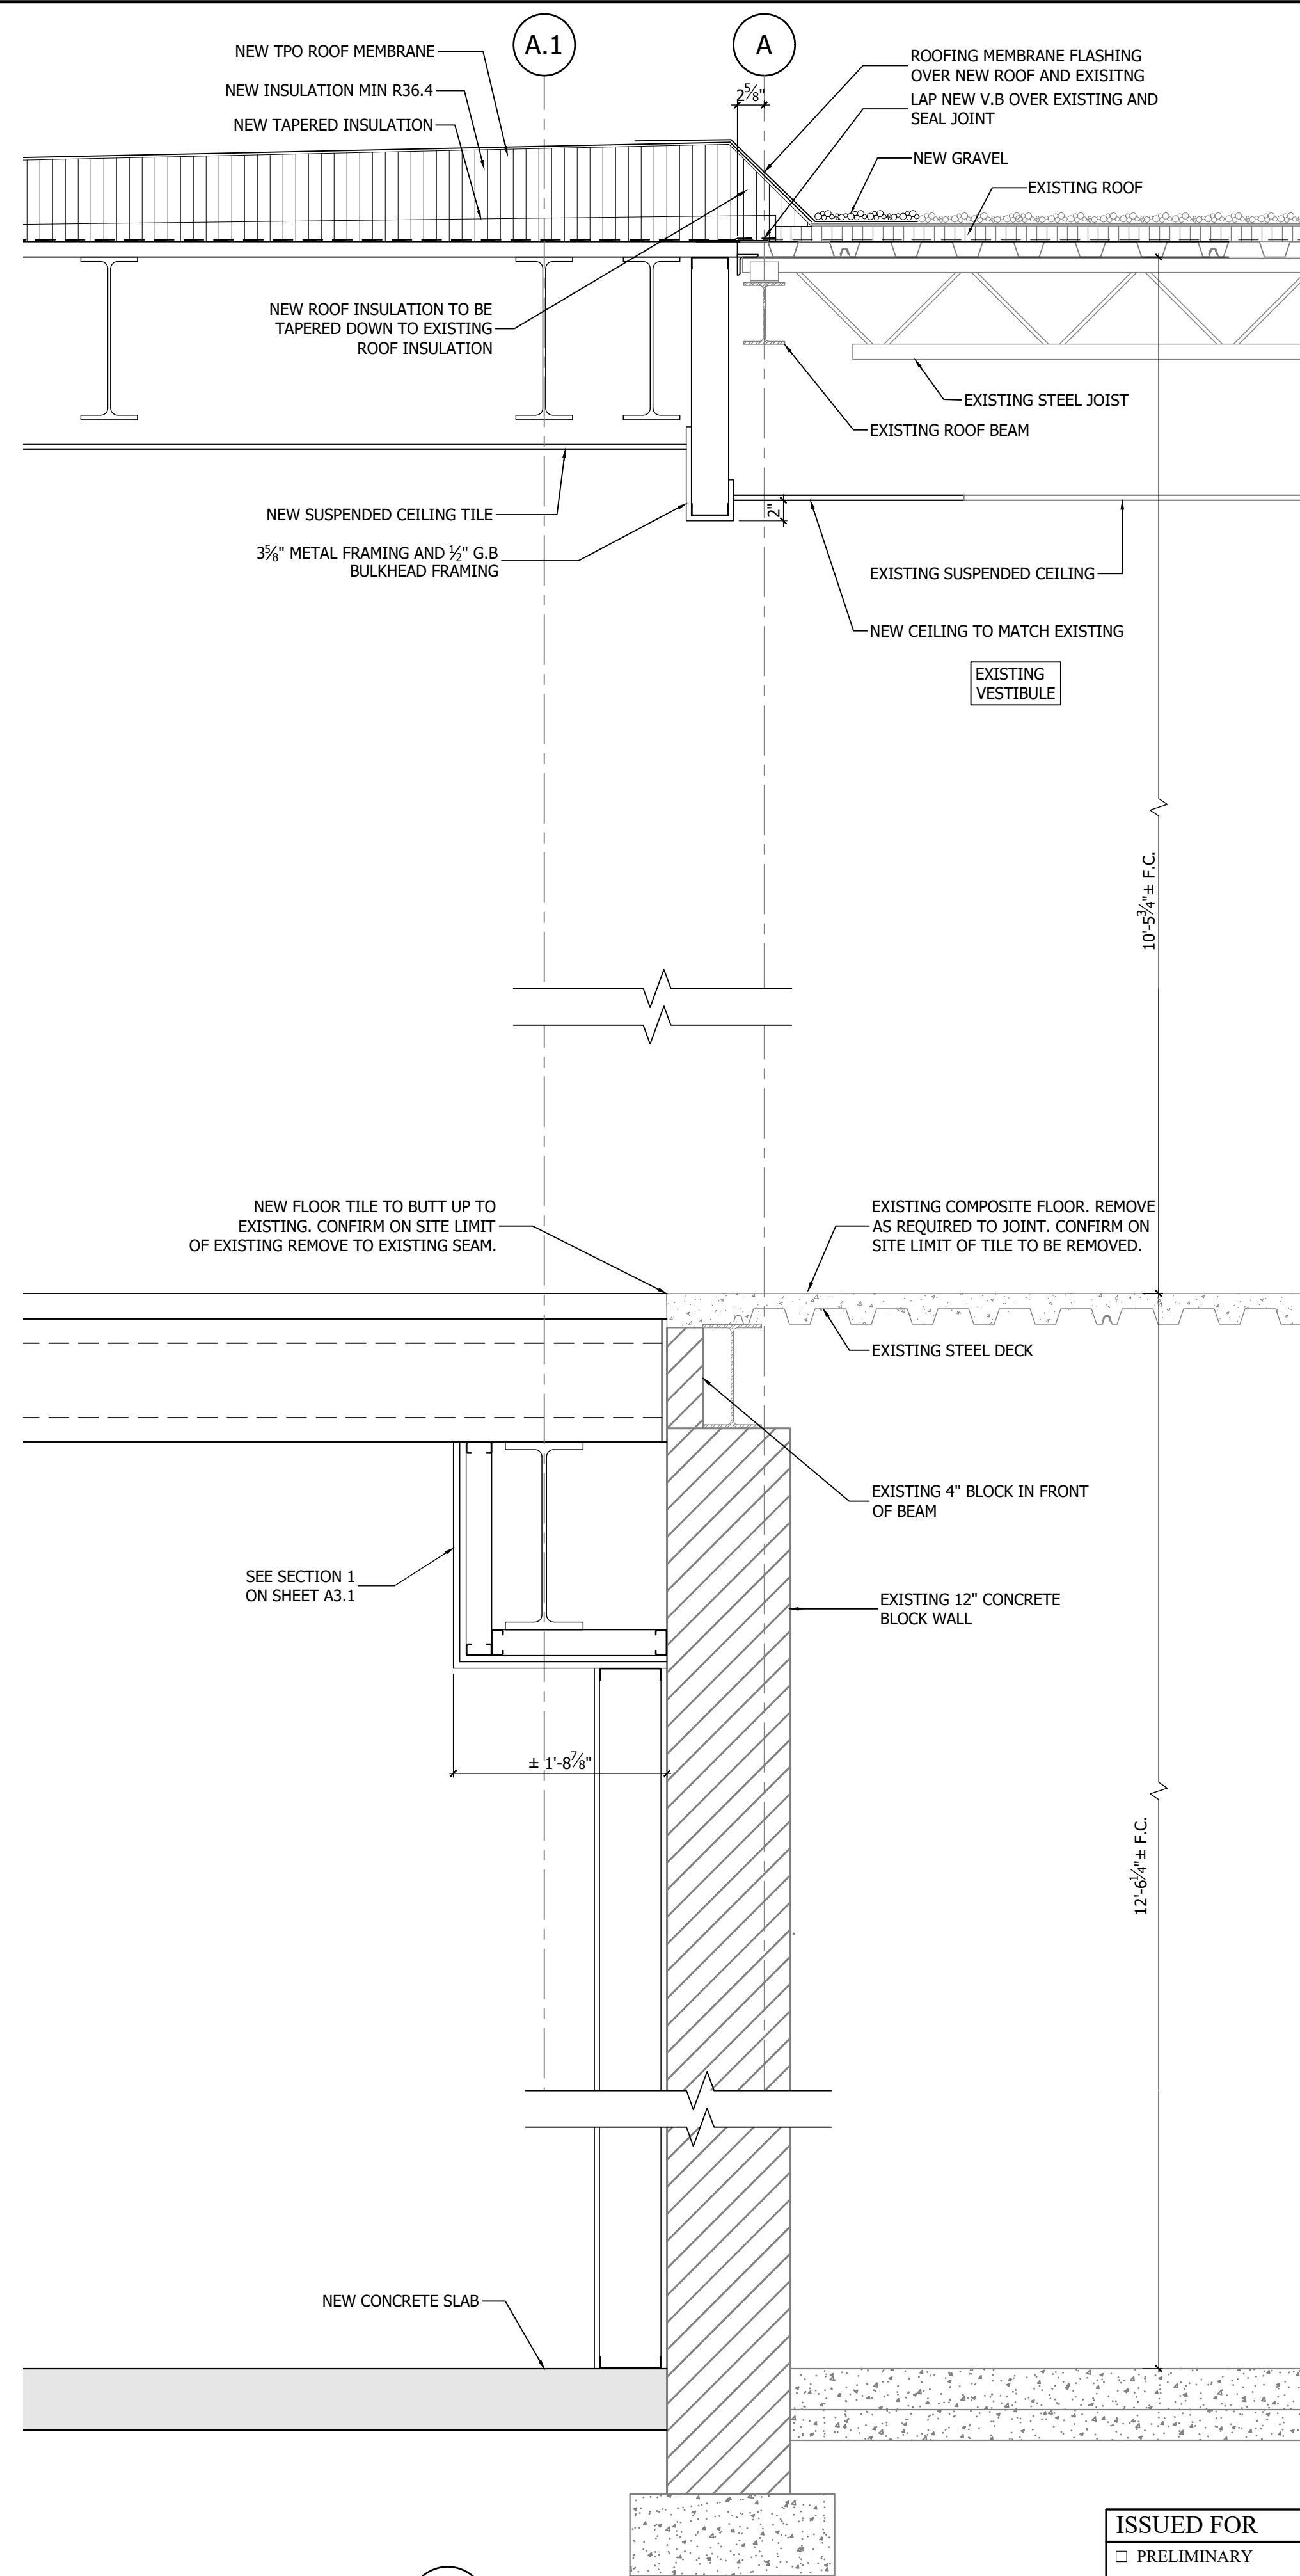 A.1
A
NEW TPO ROOF MEMBRANE
NEW INSULATION MIN R36.4
NEW TAPERED INSULATION
2⅝"
ROOFING MEMBRANE FLASHING
OVER NEW ROOF AND EXISITNG
LAP NEW V.B OVER EXISTING AND
SEAL JOINT
NEW GRAVEL
EXISTING ROOF
NEW ROOF INSULATION TO BE
TAPERED DOWN TO EXISTING
ROOF INSULATION
EXISTING STEEL JOIST
EXISTING ROOF BEAM
NEW SUSPENDED CEILING TILE
2"
3⅝" METAL FRAMING AND ½" G.B
BULKHEAD FRAMING
EXISTING SUSPENDED CEILING
NEW CEILING TO MATCH EXISTING
EXISTING
VESTIBULE
10'-5¾"± F.C.
NEW FLOOR TILE TO BUTT UP TO
EXISTING. CONFIRM ON SITE LIMIT
OF EXISTING REMOVE TO EXISTING SEAM.
EXISTING COMPOSITE FLOOR. REMOVE
AS REQUIRED TO JOINT. CONFIRM ON
SITE LIMIT OF TILE TO BE REMOVED.
EXISTING STEEL DECK
EXISTING 4" BLOCK IN FRONT
OF BEAM
SEE SECTION 1
ON SHEET A3.1
EXISTING 12" CONCRETE
BLOCK WALL
± 1'-8⅞"
12'-6¼"± F.C.
NEW CONCRETE SLAB
ISSUED FOR
☐ PRELIMINARY